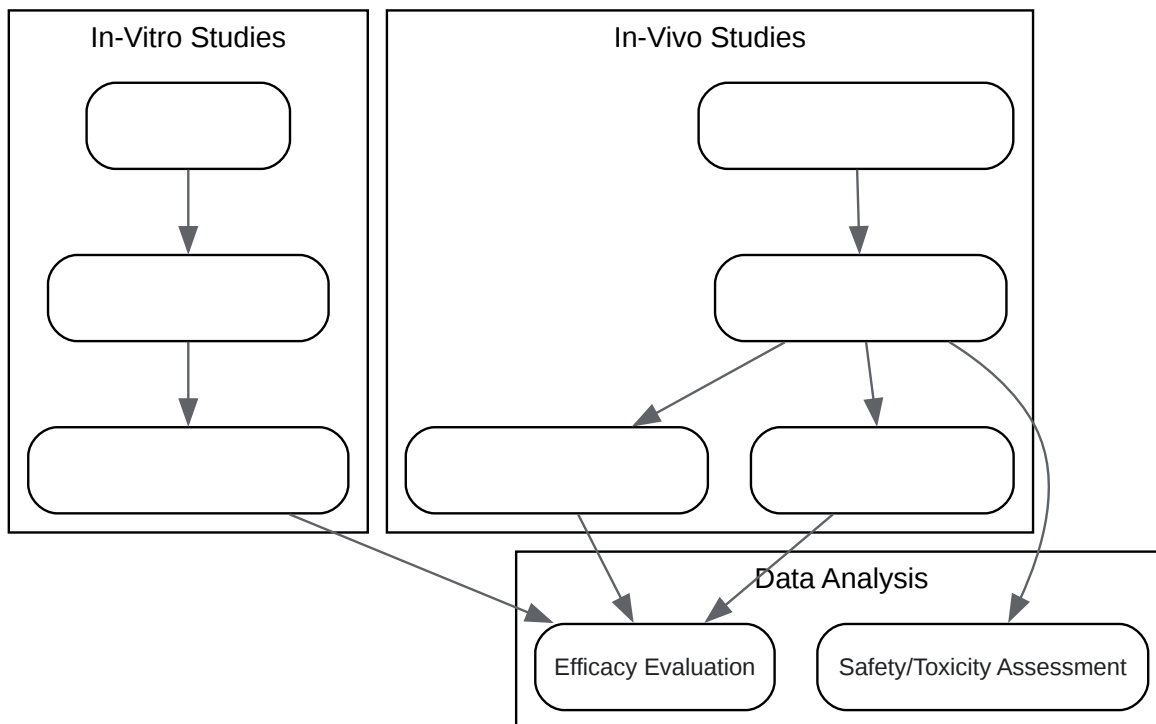 In-Vitro Studies
In-Vivo Studies
Data Analysis
Efficacy Evaluation
Safety/Toxicity Assessment